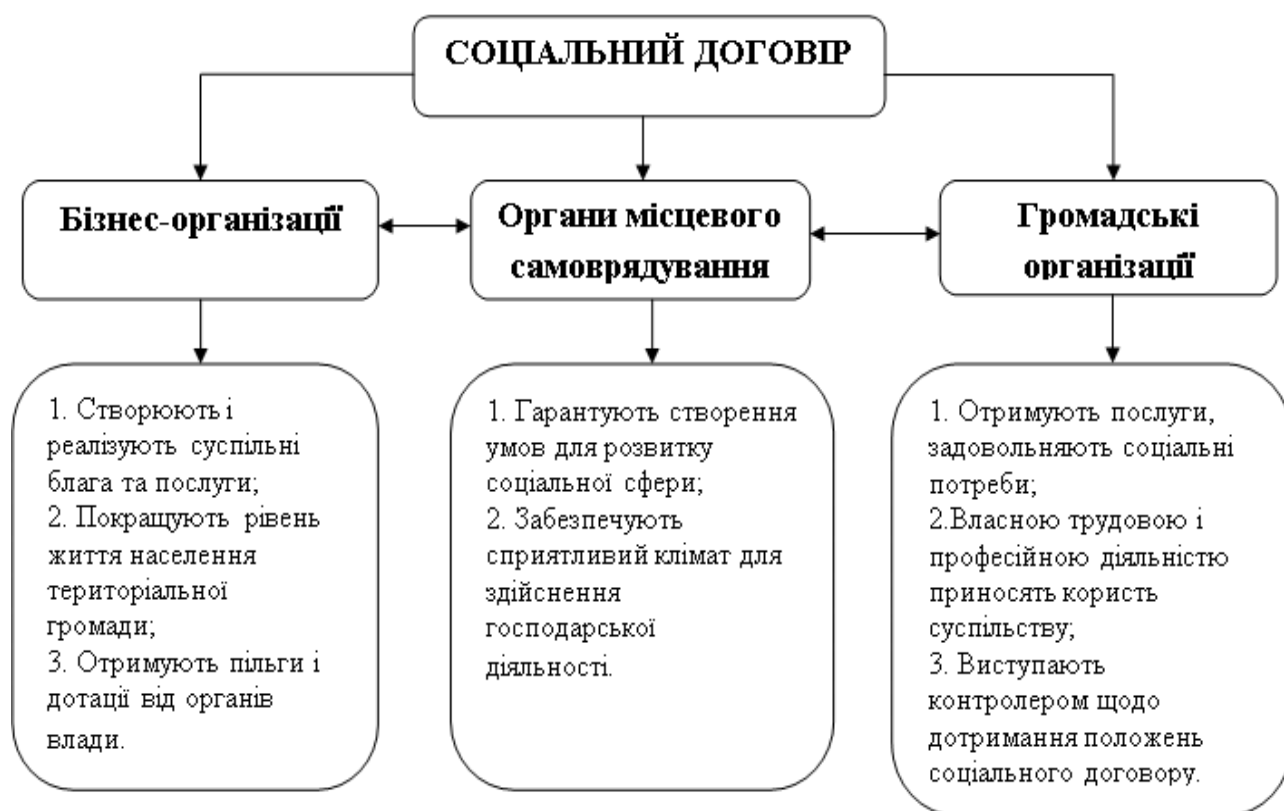 СОЦІАЛЬНИЙ ДОГОВІР
Бізнес-організації
Органи місцевого
самоврядування
Громадські
організації
1. Створюють і
реалізують суспільні
блага та послуги;
2. Покращують рівень
життя населення
територіальної
громади;
3. Отримують пільги і
дотації від органів
влади.
1. Гарантують створення
умов для розвитку
соціальної сфери;
2. Забезпечують
сприятливий клімат для
здійснення
господарської
діяльності.
1. Отримують послуги,
задовольняють соціальні
потреби;
2.Власною трудовою і
професійною діяльністю
приносять користь
суспільству;
3. Виступають
контролером щодо
дотримання положень
соціального договору.